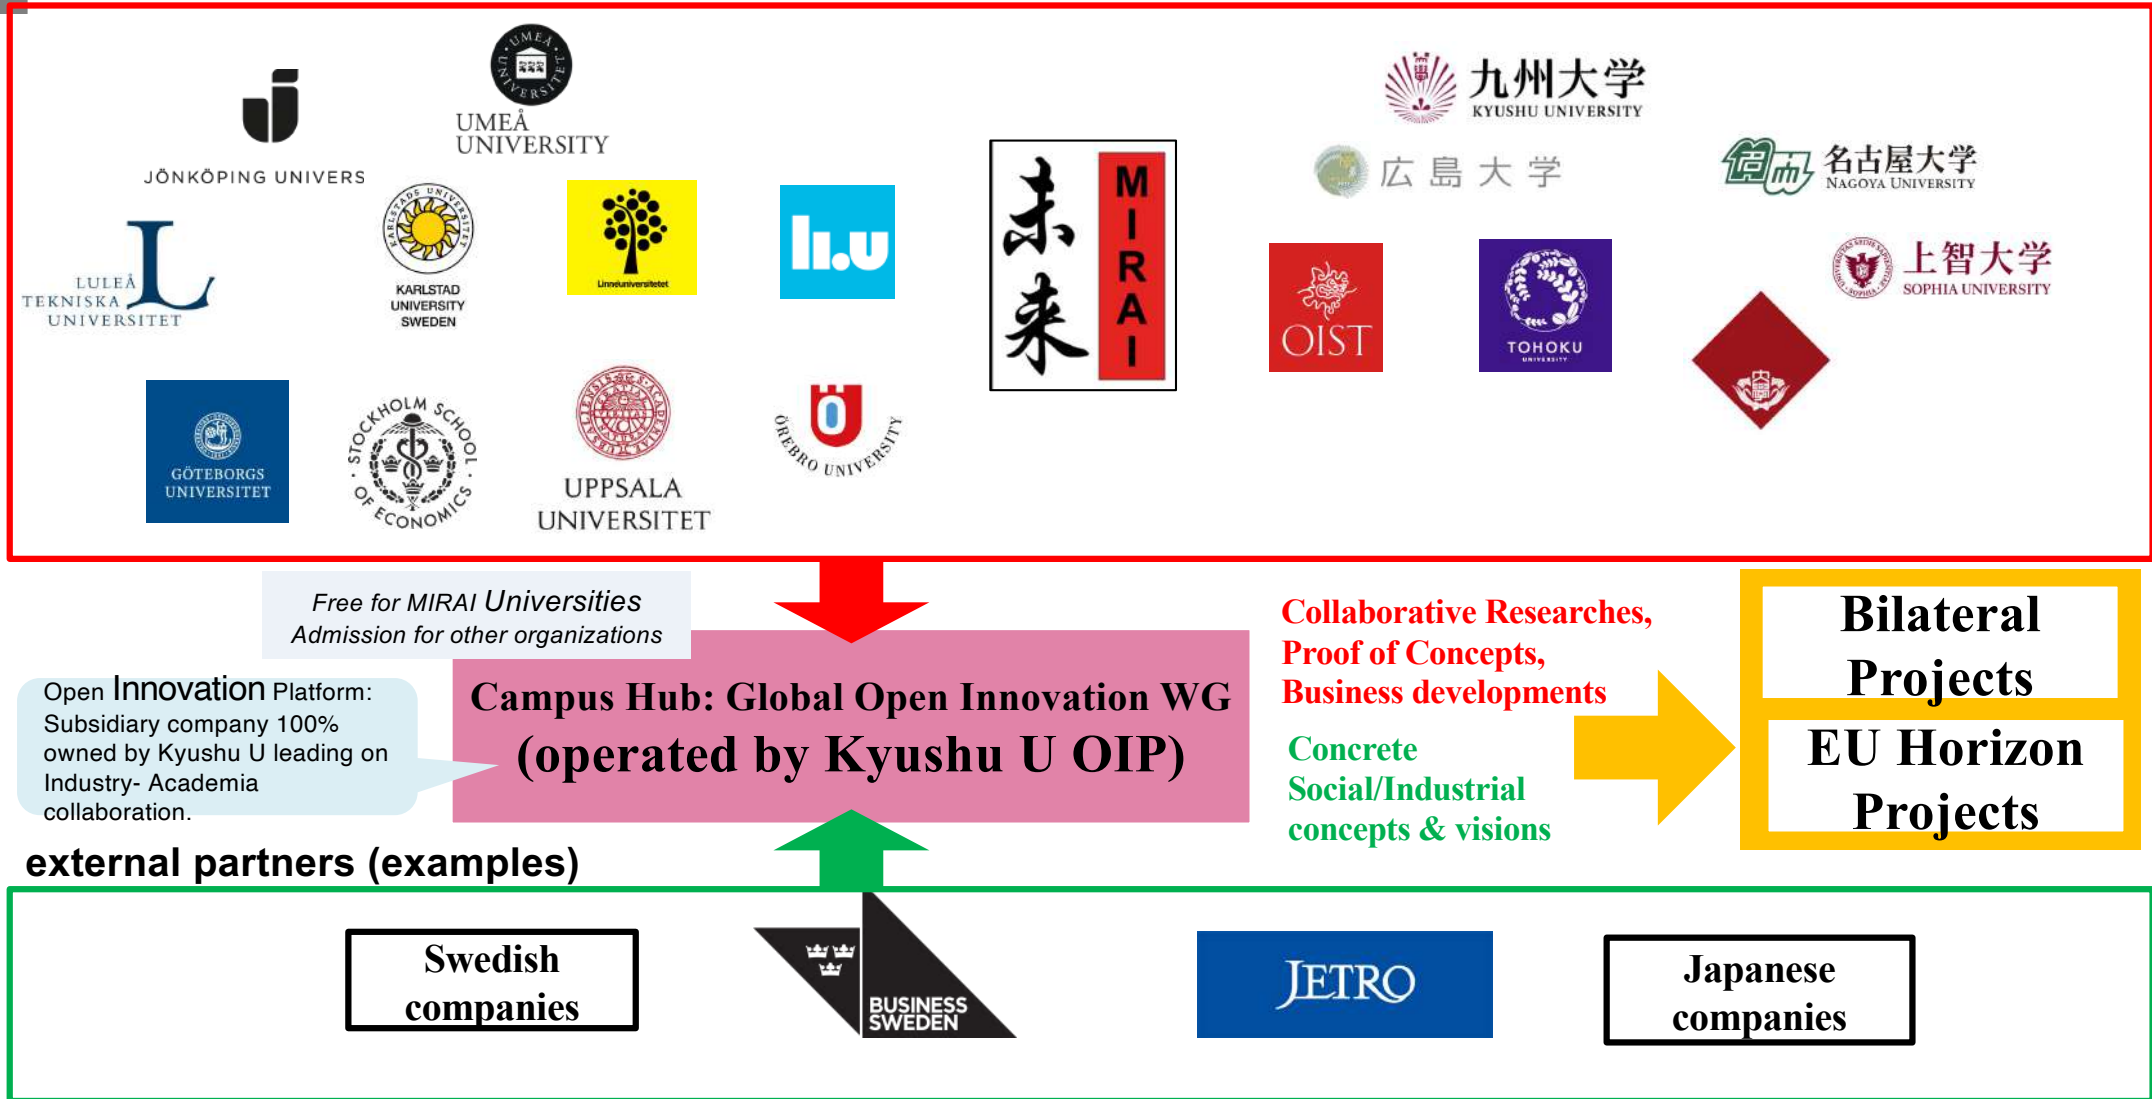 UMEÅ
UNIVERSITET
UMEÅ
UNIVERSITY
JÖNKÖPING UNIVERS
LULEÅ
TEKNISKA
UNIVERSITET
KARLSTADS UNIVERSITET
KARLSTAD
UNIVERSITY
SWEDEN
Linnéuniversitetet
li.u
GÖTEBORGS
UNIVERSITET
STOCKHOLM SCHOOL
OF ECONOMICS
UPPSALA
UNIVERSITET
ÖREBRO UNIVERSITY
未来
MIRAI
九州大学
KYUSHU UNIVERSITY
広島大学
名古屋大学
NAGOYA UNIVERSITY
OIST
TOHOKU
UNIVERSITY
上智大学
SOPHIA UNIVERSITY
Free for MIRAI Universities
Admission for other organizations
Open Innovation Platform:
Subsidiary company 100%
owned by Kyushu U leading on
Industry- Academia
collaboration.
Campus Hub: Global Open Innovation WG
(operated by Kyushu U OIP)
Collaborative Researches,
Proof of Concepts,
Business developments
Concrete
Social/Industrial
concepts & visions
Bilateral
Projects
EU Horizon
Projects
external partners (examples)
Swedish
companies
BUSINESS
SWEDEN
JETRO
Japanese
companies